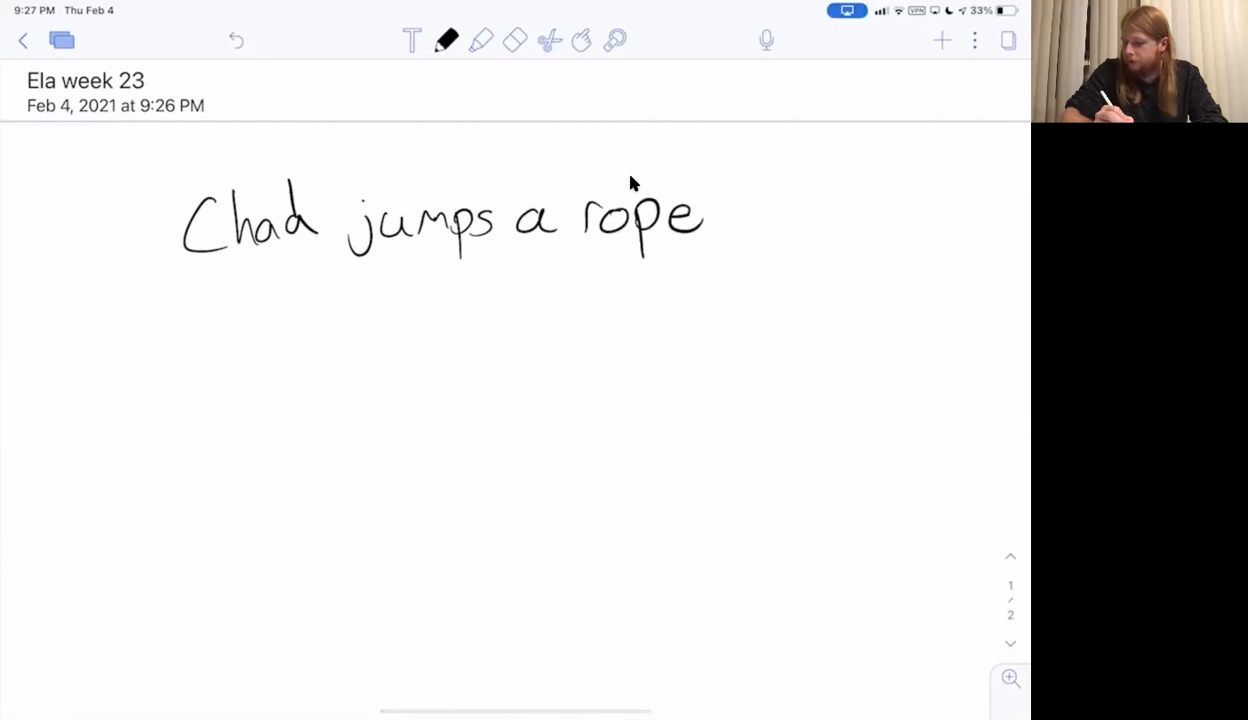 9:27 PM Thu Feb 4
VPN 33%
T
Ela week 23
Feb 4, 2021 at 9:26 PM
Chad jumps a rope
1
/
2